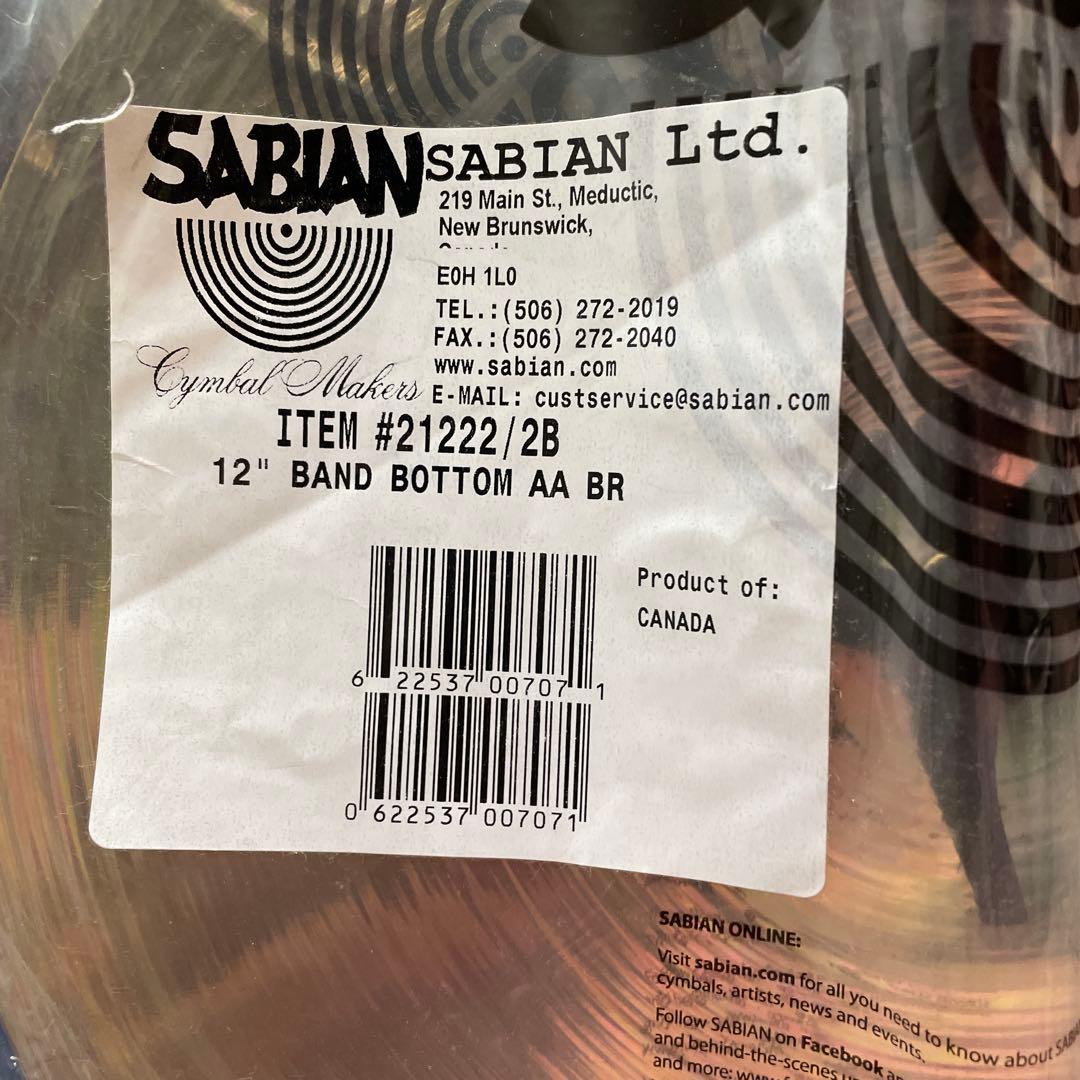 SABIAN
SABIAN Ltd.
219 Main St., Meductic,
New Brunswick,
E0H 1L0
TEL.:(506) 272-2019
FAX.:(506) 272-2040
www.sabian.com
E-MAIL: custservice@sabian.com
Cymbal Makers
ITEM #21222/2B
12" BAND BOTTOM AA BR
Product of:
CANADA
6 22537 00707 1
0 622537 007071
SABIAN ONLINE:
Visit sabian.com for all you need to know about
cymbals, artists, news and events.
Follow SABIAN on Facebook
and behind-the-scenes
and more: